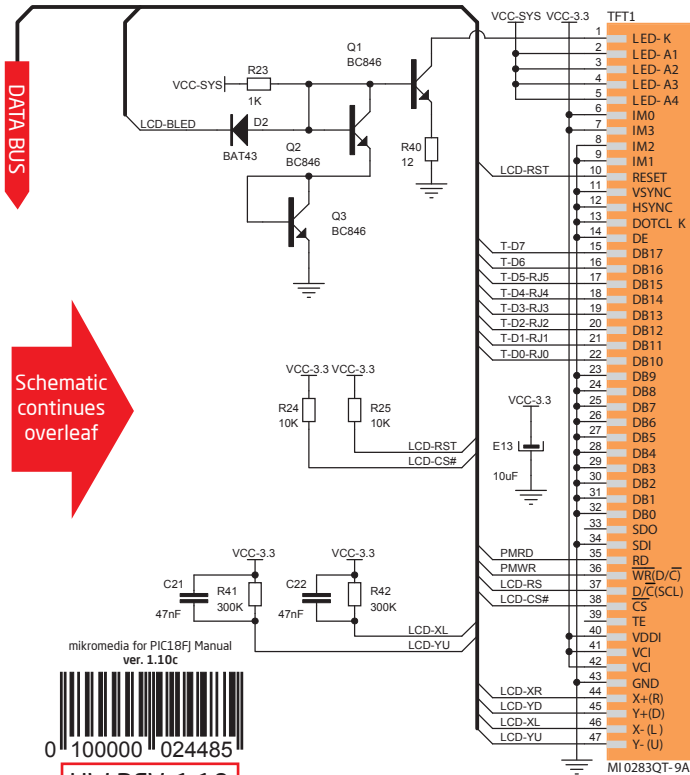 VCC-SYS VCC-3.3 TFT1
Q1
BC846
R23
VCC-SYS
1K
LCD-BLED
D2
BAT43
Q2
BC846
R40
12
Q3
BC846
DATA BUS
Schematic
continues
overleaf
VCC-3.3 VCC-3.3
R24
10K
R25
10K
LCD-RST
LCD-CS#
VCC-3.3
E13
10uF
VCC-3.3
VCC-3.3
C21
47nF
R41
300K
C22
47nF
R42
300K
LCD-XL
LCD-YU
1 LED-K
2 LED-A1
3 LED-A2
4 LED-A3
5 LED-A4
6 IM0
7 IM3
8 IM2
9 IM1
LCD-RST 10 RESET
11 VSYNC
12 HSYNC
13 DOTCL K
14 DE
T-D7 15 DB17
T-D6 16 DB16
T-D5-RJ5 17 DB15
T-D4-RJ4 18 DB14
T-D3-RJ3 19 DB13
T-D2-RJ2 20 DB12
T-D1-RJ1 21 DB11
T-D0-RJ0 22 DB10
23 DB9
24 DB8
25 DB7
26 DB6
27 DB5
28 DB4
29 DB3
30 DB2
31 DB1
32 DB0
33 SDO
34 SDI
PMRD 35 RD
PMWR 36 WR(D/C)
LCD-RS 37 D/C(SCL)
LCD-CS# 38 CS
39 TE
40 VDDI
41 VCI
42 VCI
43 GND
LCD-XR 44 X+(R)
LCD-YD 45 Y+(D)
LCD-XL 46 X-(L)
LCD-YU 47 Y-(U)
MI0283QT-9A
mikromedia for PIC18FJ Manual
ver. 1.10c
0 100000 024485